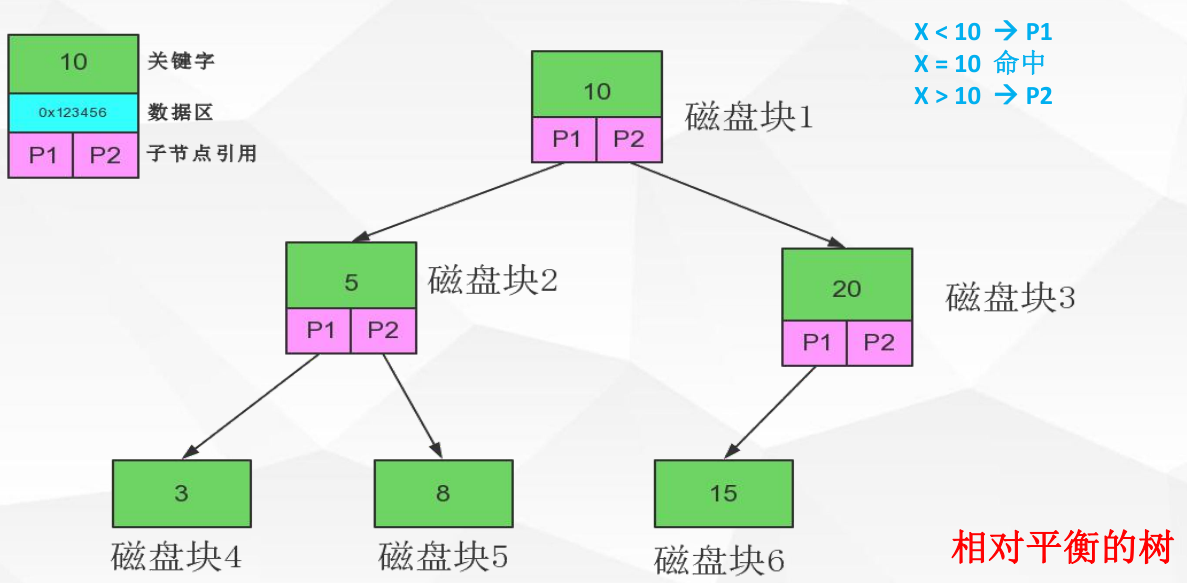 10 关键字
0x123456 数据区
P1 P2 子节点引用
X < 10 → P1
X = 10 命中
X > 10 → P2
10
P1 P2
磁盘块1
5
P1 P2
磁盘块2
20
P1 P2
磁盘块3
3
磁盘块4
8
磁盘块5
15
磁盘块6
相对平衡的树